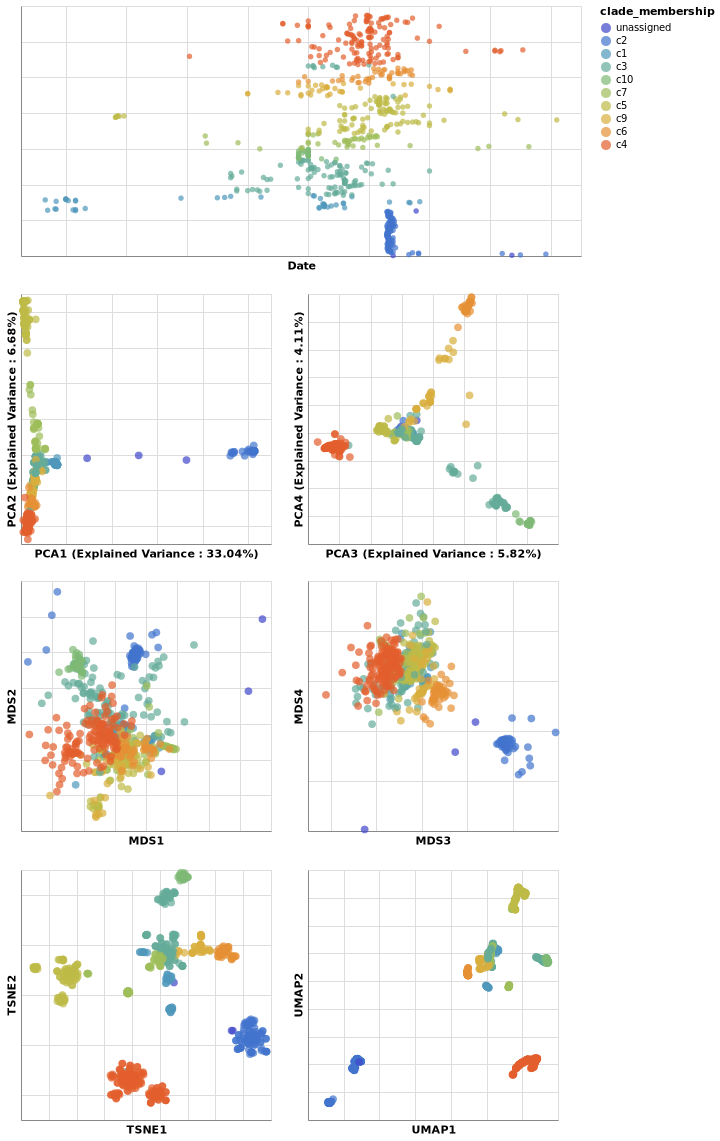 clade_membership
unassigned
c2
c1
c3
c10
c7
c5
c9
c6
c4
Date
PCA2 (Explained Variance : 6.68%)
PCA1 (Explained Variance : 33.04%)
PCA4 (Explained Variance : 4.11%)
PCA3 (Explained Variance : 5.82%)
MDS2
MDS1
MDS4
MDS3
TSNE2
TSNE1
UMAP2
UMAP1